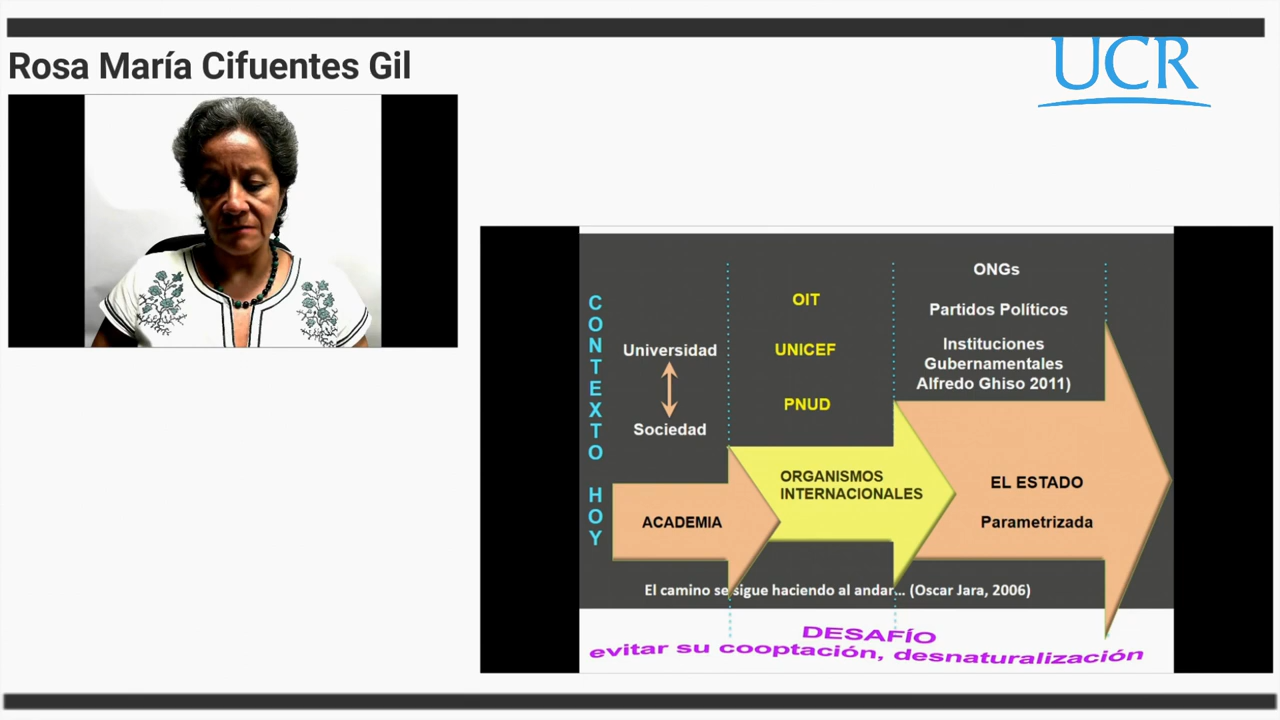 Rosa María Cifuentes Gil
UCR
CONTEXTO HOY
Universidad
Sociedad
ACADEMIA
OIT
UNICEF
PNUD
ORGANISMOS
INTERNACIONALES
ONGs
Partidos Políticos
Instituciones
Gubernamentales
Alfredo Ghiso 2011)
EL ESTADO
Parametrizada
El camino se sigue haciendo al andar... (Oscar Jara, 2006)
DESAFÍO
evitar su cooptación, desnaturalización